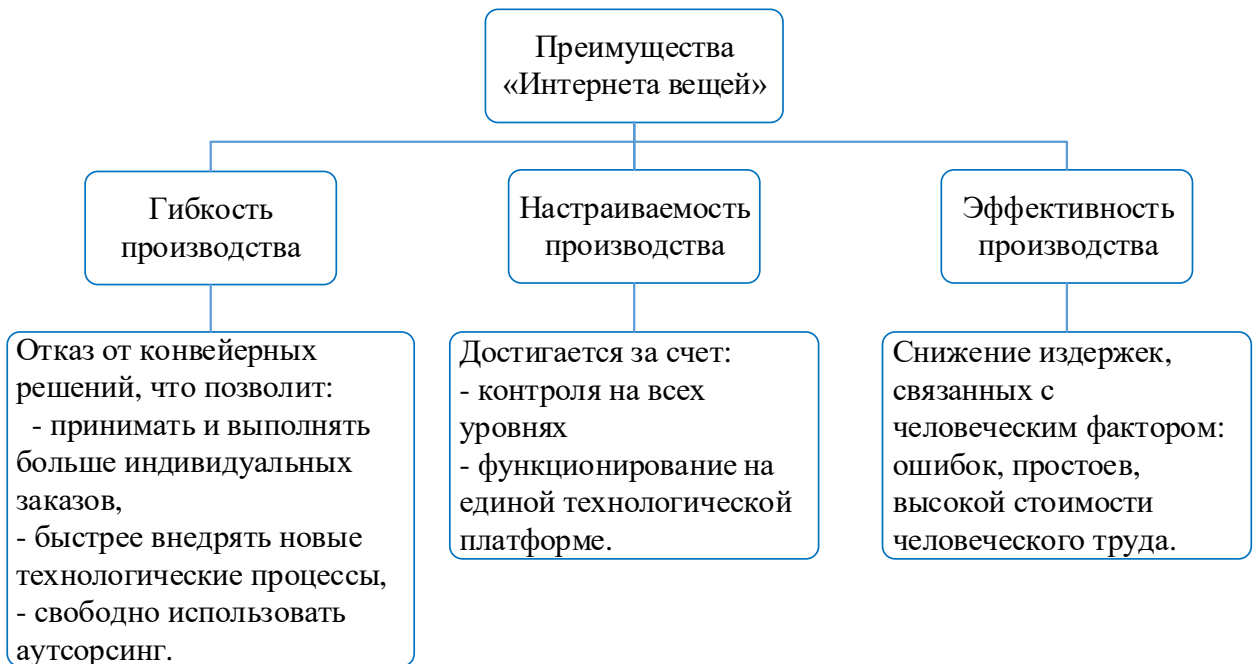 Преимущества
«Интернета вещей»
Гибкость
производства
Настраиваемость
производства
Эффективность
производства
Отказ от конвейерных
решений, что позволит:
- принимать и выполнять
больше индивидуальных
заказов,
- быстрее внедрять новые
технологические процессы,
- свободно использовать
аутсорсинг.
Достигается за счет:
- контроля на всех
уровнях
- функционирование на
единой технологической
платформе.
Снижение издержек,
связанных с
человеческим фактором:
ошибок, простоев,
высокой стоимости
человеческого труда.